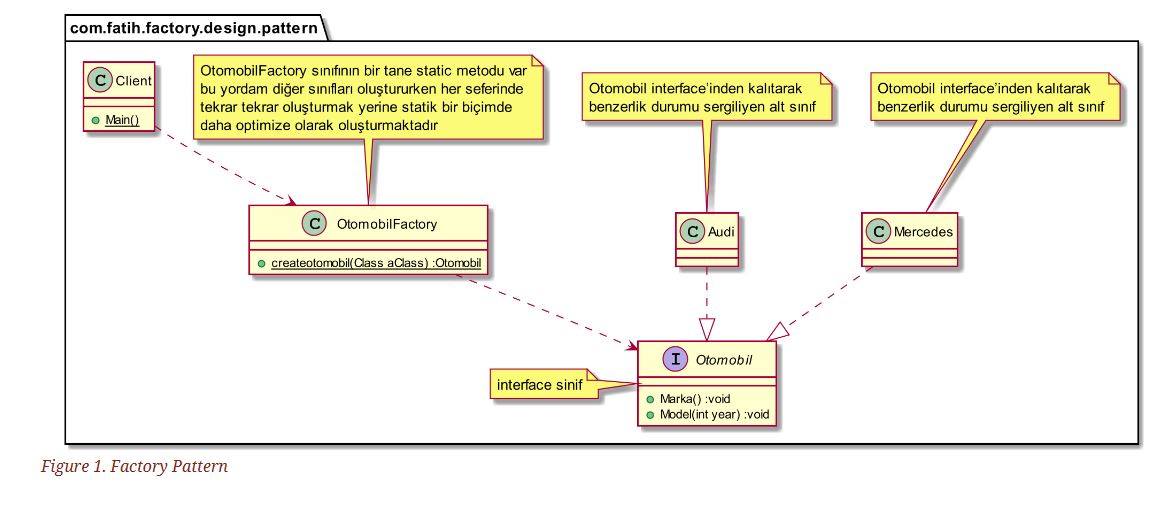 com.fatih.factory.design.pattern
C Client
Main()
OtomobilFactory sınıfının bir tane static metodu var
bu yordam diğer sınıfları oluştururken her seferinde
tekrar tekrar oluşturmak yerine statik bir biçimde
daha optimize olarak oluşturmaktadır
Otomobil interface'inden kalıtarak
benzerlik durumu sergiliyen alt sınıf
Otomobil interface'inden kalıtarak
benzerlik durumu sergiliyen alt sınıf
C OtomobilFactory
createotomobil(Class aClass) :Otomobil
C Audi
C Mercedes
interface sinif
I Otomobil
Marka() :void
Model(int year) :void
Figure 1. Factory Pattern